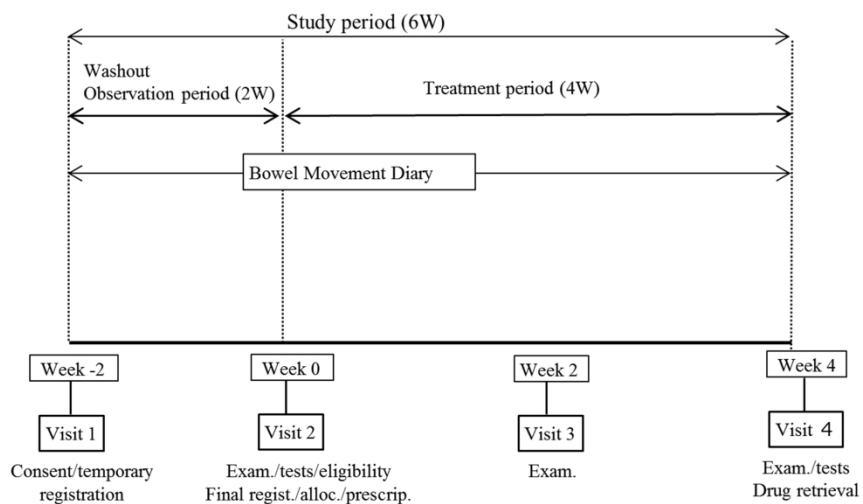 Study period (6W)
Washout
Observation period (2W)
Treatment period (4W)
Bowel Movement Diary
Week -2
Week 0
Week 2
Week 4
Visit 1
Visit 2
Visit 3
Visit 4
Consent/temporary
registration
Exam./tests/eligibility
Final regist./alloc./prescrip.
Exam.
Exam./tests
Drug retrieval